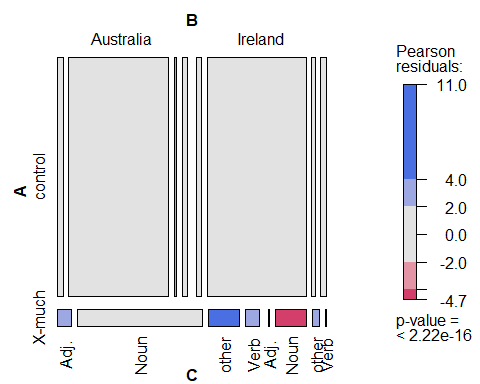 B
Australia
Ireland
Pearson
residuals:
11.0
4.0
2.0
0.0
-2.0
-4.7
p-value =
< 2.22e-16
A
control
X-much
Adj.
Noun
other
Verb
Adj.
Noun
other
Verb
C